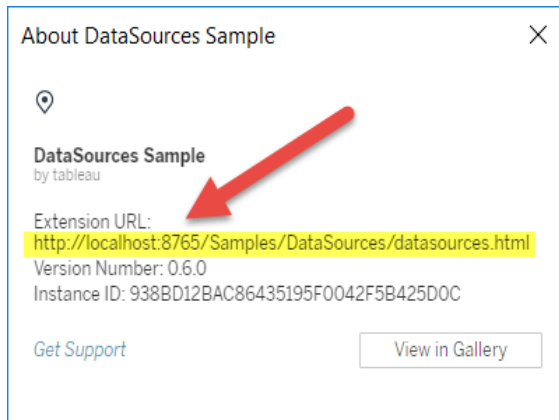 About DataSources Sample
DataSources Sample
by tableau
Extension URL:
http://localhost:8765/Samples/DataSources/datasources.html
Version Number: 0.6.0
Instance ID: 938BD12BAC86435195F0042F5B425D0C
Get Support
View in Gallery